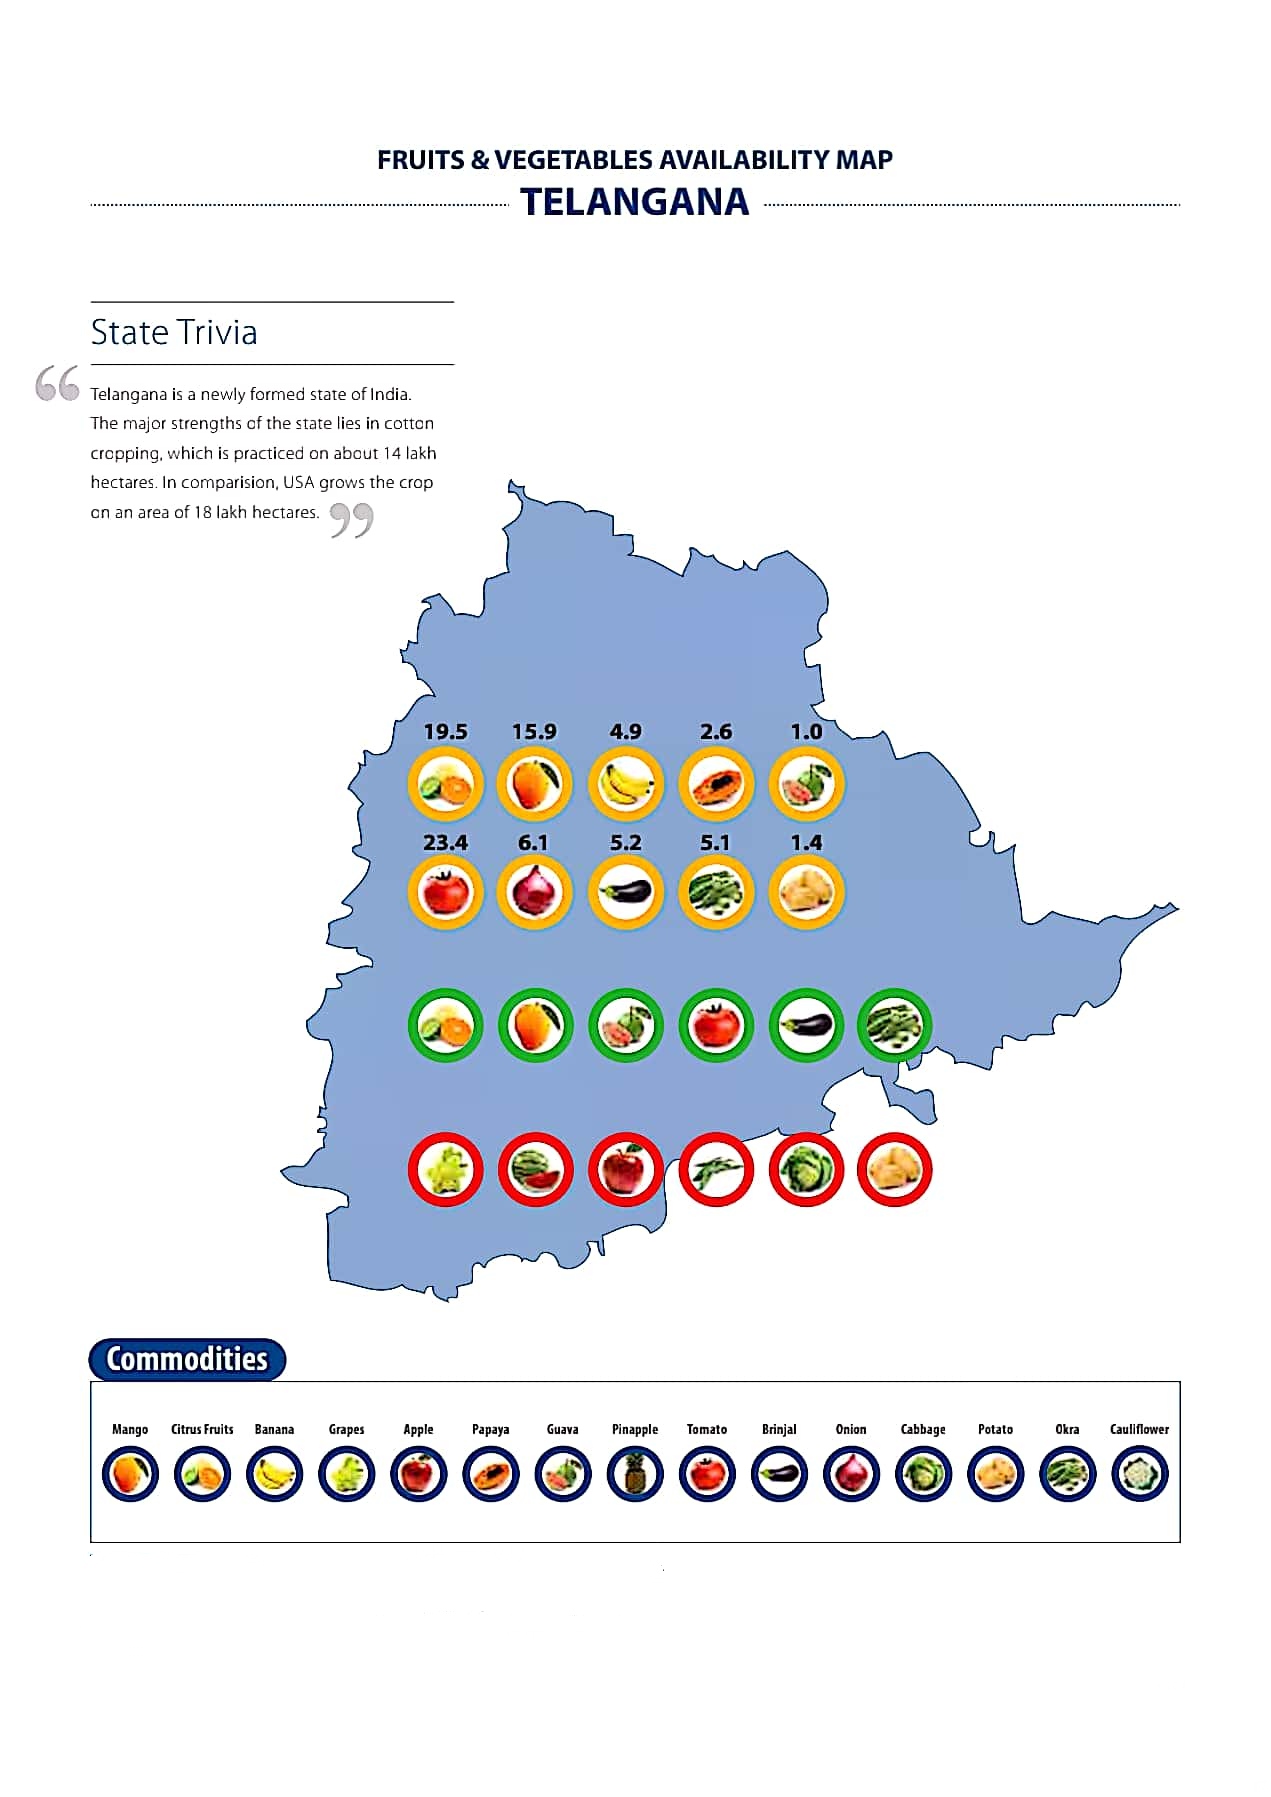 FRUITS & VEGETABLES AVAILABILITY MAP
TELANGANA
State Trivia
“Telangana is a newly formed state of India.
The major strengths of the state lies in cotton
cropping, which is practiced on about 14 lakh
hectares. In comparision, USA grows the crop
on an area of 18 lakh hectares.”
19.5 15.9 4.9 2.6 1.0
23.4 6.1 5.2 5.1 1.4
Commodities
Mango Citrus Fruits Banana Grapes Apple Papaya Guava Pinapple Tomato Brinjal Onion Cabbage Potato Okra Cauliflower